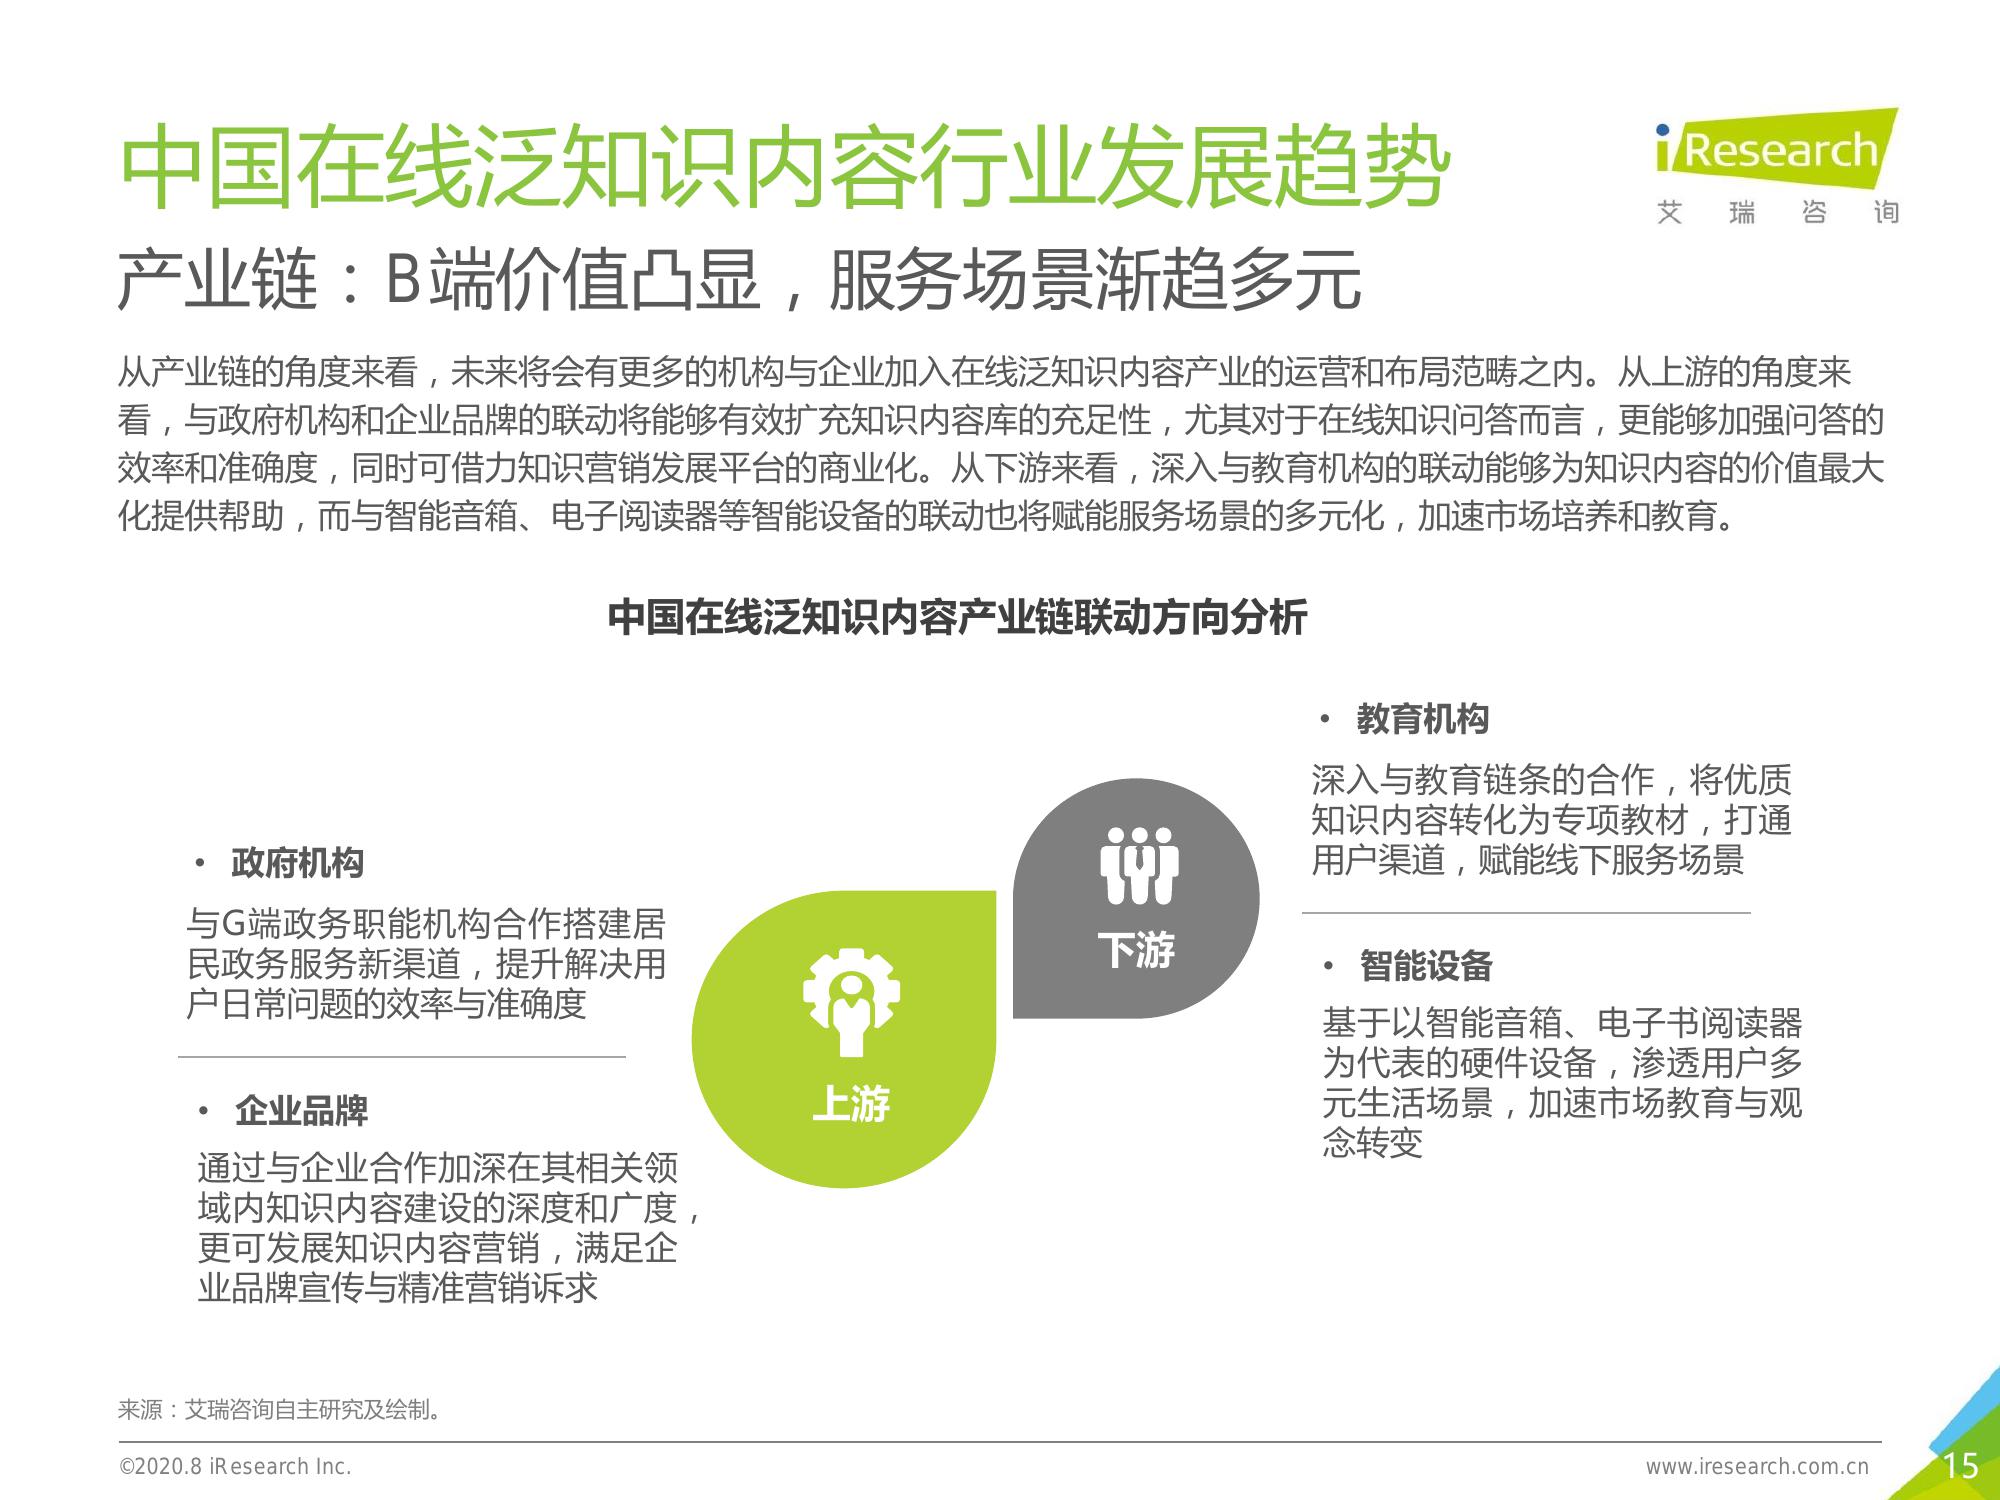 中国在线泛知识内容行业发展趋势
iResearch
艾瑞咨询
产业链：B端价值凸显，服务场景渐趋多元
从产业链的角度来看，未来将会有更多的机构与企业加入在线泛知识内容产业的运营和布局范畴之内。从上游的角度来
看，与政府机构和企业品牌的联动将能够有效扩充知识内容库的充足性，尤其对于在线知识问答而言，更能够加强问答的
效率和准确度，同时可借力知识营销发展平台的商业化。从下游来看，深入与教育机构的联动能够为知识内容的价值最大
化提供帮助，而与智能音箱、电子阅读器等智能设备的联动也将赋能服务场景的多元化，加速市场培养和教育。
中国在线泛知识内容产业链联动方向分析
• 政府机构
与G端政务职能机构合作搭建居
民政务服务新渠道，提升解决用
户日常问题的效率与准确度
• 企业品牌
通过与企业合作加深在其相关领
域内知识内容建设的深度和广度，
更可发展知识内容营销，满足企
业品牌宣传与精准营销诉求
上游
下游
• 教育机构
深入与教育链条的合作，将优质
知识内容转化为专项教材，打通
用户渠道，赋能线下服务场景
• 智能设备
基于以智能音箱、电子书阅读器
为代表的硬件设备，渗透用户多
元生活场景，加速市场教育与观
念转变
来源：艾瑞咨询自主研究及绘制。
©2020.8 iResearch Inc.
www.iresearch.com.cn
15